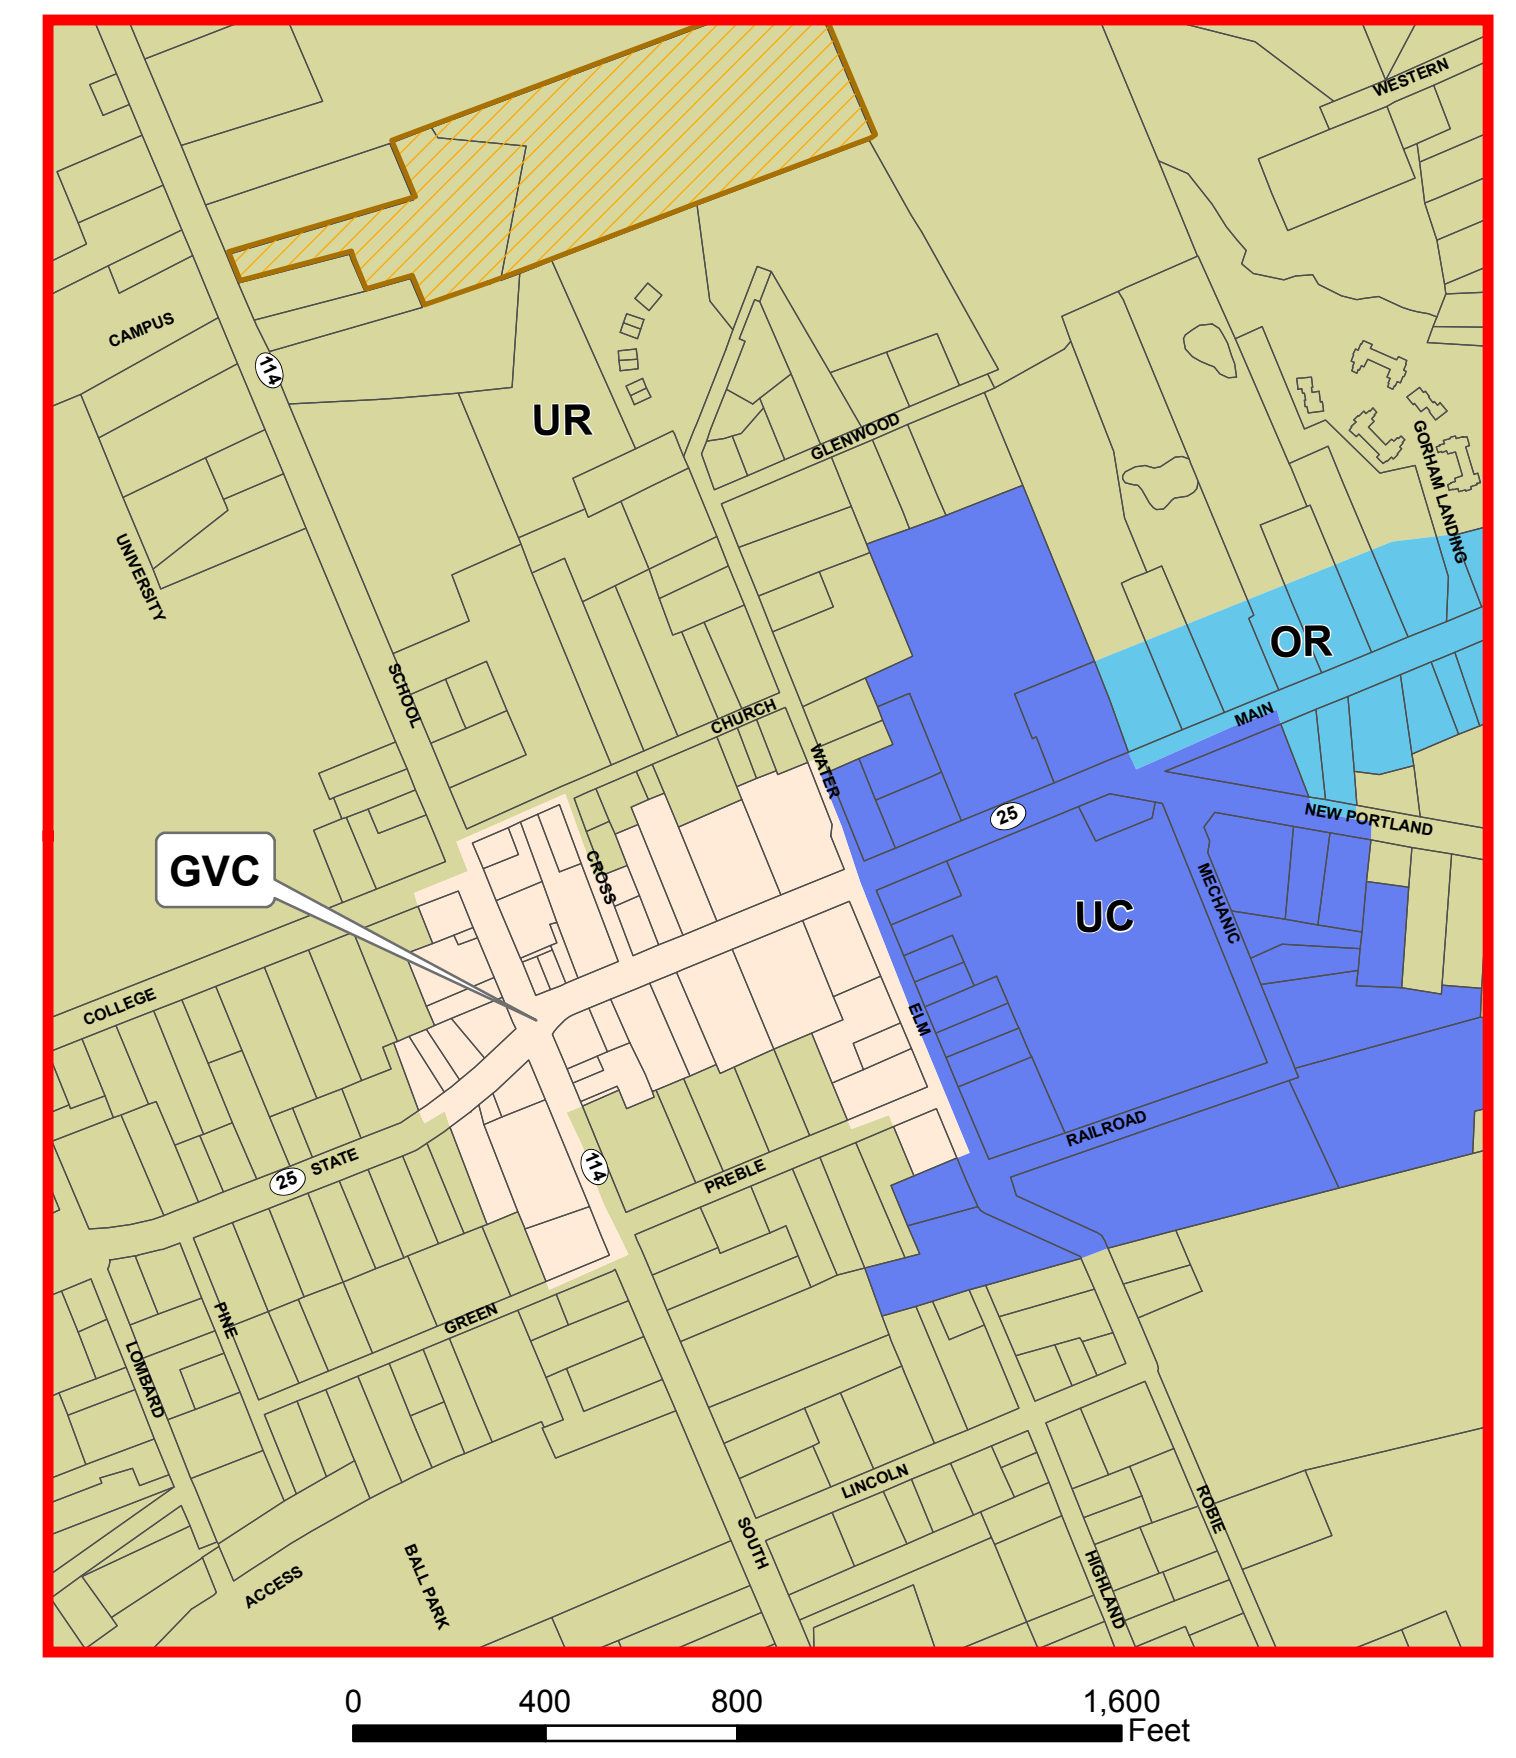 WESTERN
CAMPUS
114
UR
GLENWOOD
GORHAM LANDING
UNIVERSITY
OR
SCHOOL
CHURCH
MAIN
WATER
25
NEW PORTLAND
GVC
CROSS
MECHANIC
UC
COLLEGE
ELM
RAILROAD
STATE
25
114
PREBLE
PINE
GREEN
LOMBARD
LINCOLN
ROBIE
SOUTH
HIGHLAND
ACCESS
BALL PARK
0 400 800 1,600
Feet